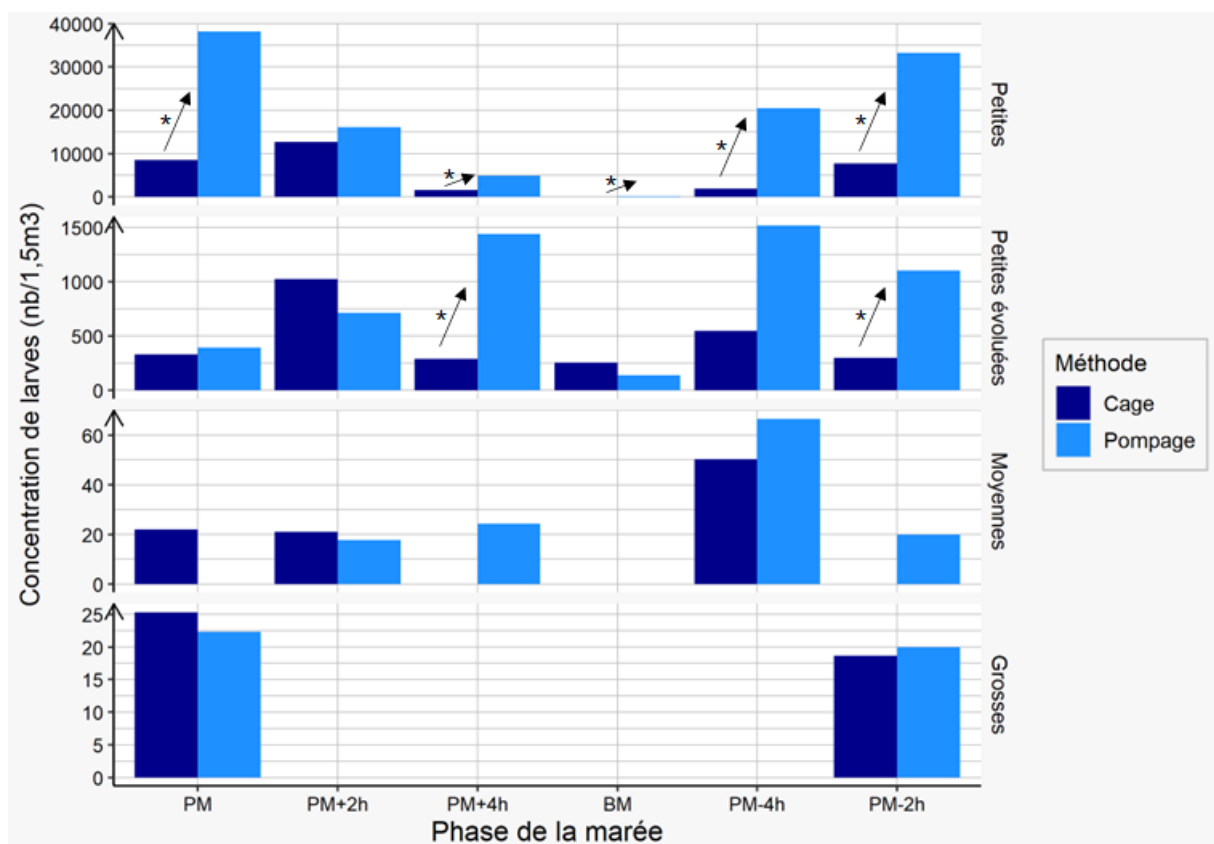 Concentration de larves (nb/1,5m3)
40000
30000
20000
10000
0
* * * * *
Petites
1500
1000
500
0
* *
Petites évoluées
60
40
20
0
Moyennes
25
20
15
10
5
0
Grosses
PM PM+2h PM+4h BM PM-4h PM-2h
Phase de la marée
Méthode
Cage
Pompage